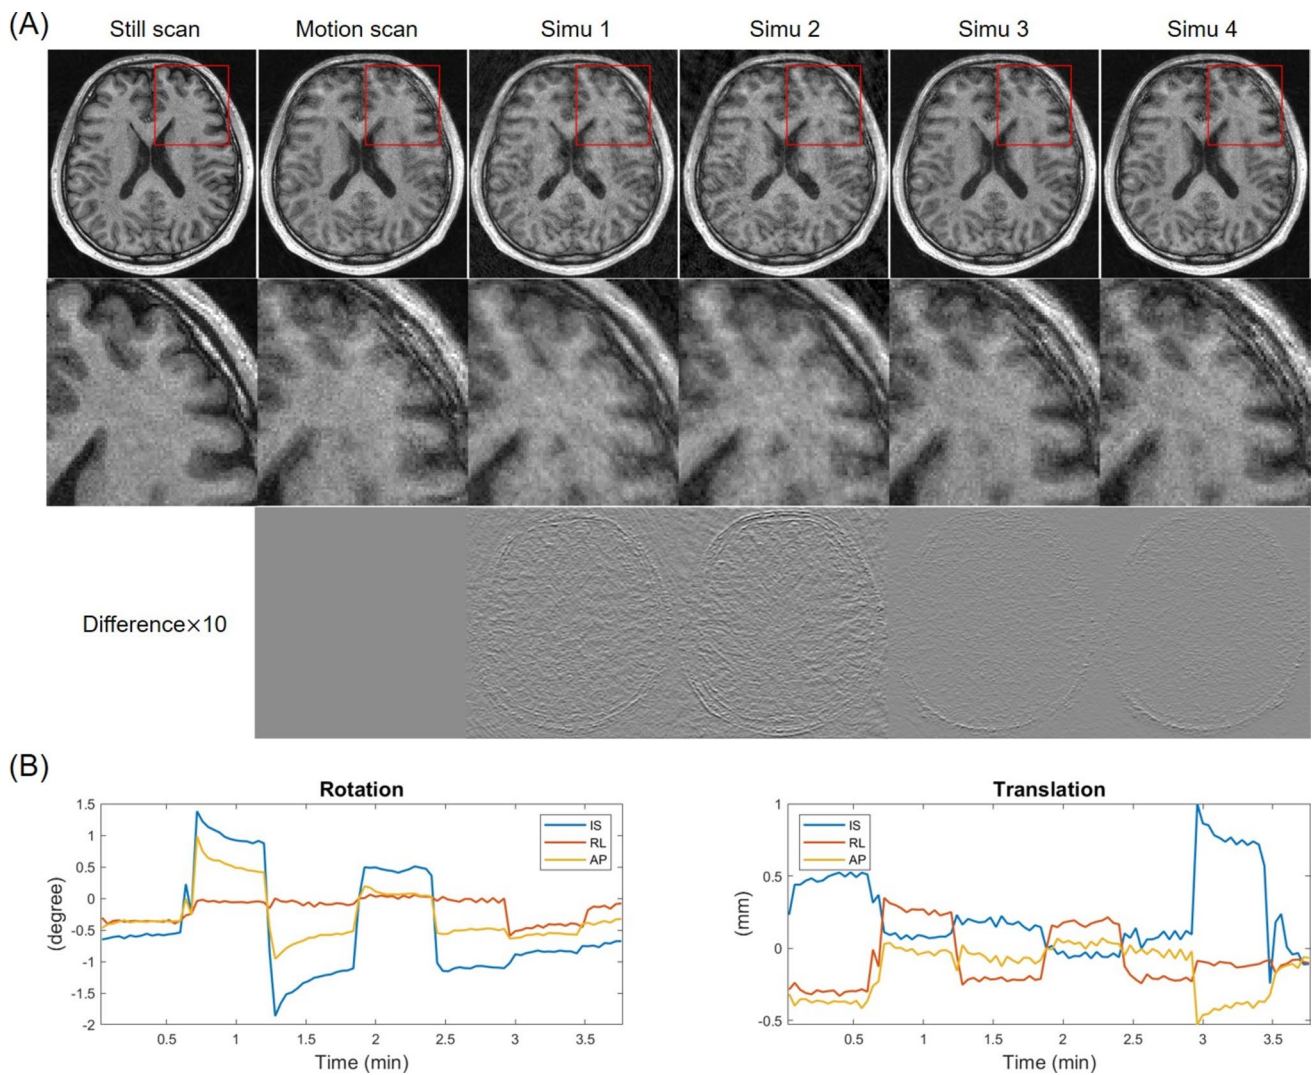 (A)
Still scan Motion scan Simu 1 Simu 2 Simu 3 Simu 4
Difference×10
(B)
Rotation
1.5
1
0.5
0
-0.5
-1
-1.5
-2
(degree)
IS
RL
AP
0.5 1 1.5 2 2.5 3 3.5
Time (min)
Translation
1
0.5
0
-0.5
(mm)
IS
RL
AP
0.5 1 1.5 2 2.5 3 3.5
Time (min)